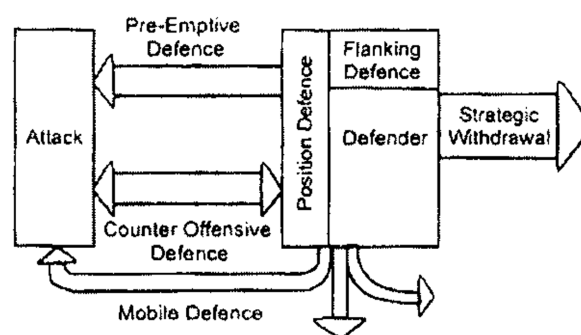 Pre-Emptive
Defence
Attack
Position Defence
Flanking
Defence
Defender
Strategic
Withdrawal
Counter Offensive
Defence
Mobile Defence